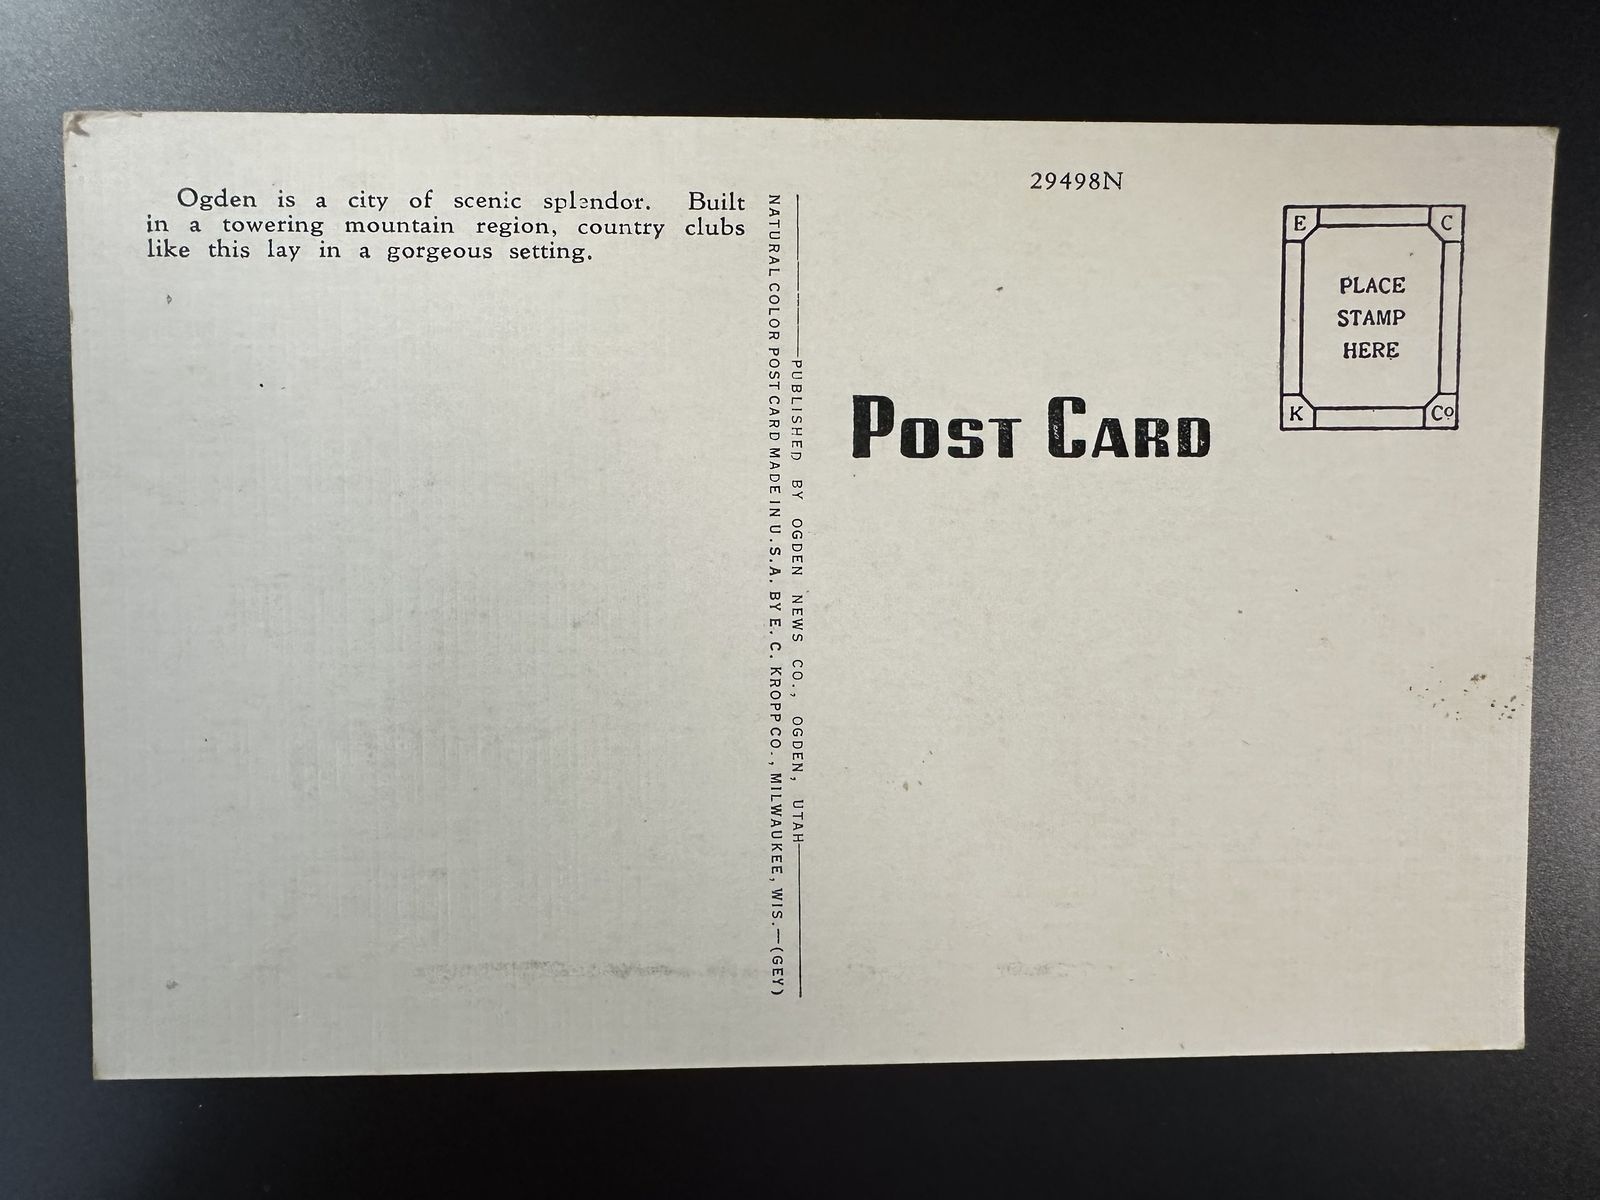 Ogden is a city of scenic splendor. Built
in a towering mountain region, country clubs
like this lay in a gorgeous setting.
NATURAL COLOR POST CARD MADE IN U.S.A. BY E. C. KROPP CO., MILWAUKEE, WIS.—(GEY)
PUBLISHED BY OGDEN NEWS CO., OGDEN, UTAH
29498N
POST CARD
E C
PLACE
STAMP
HERE
K Co